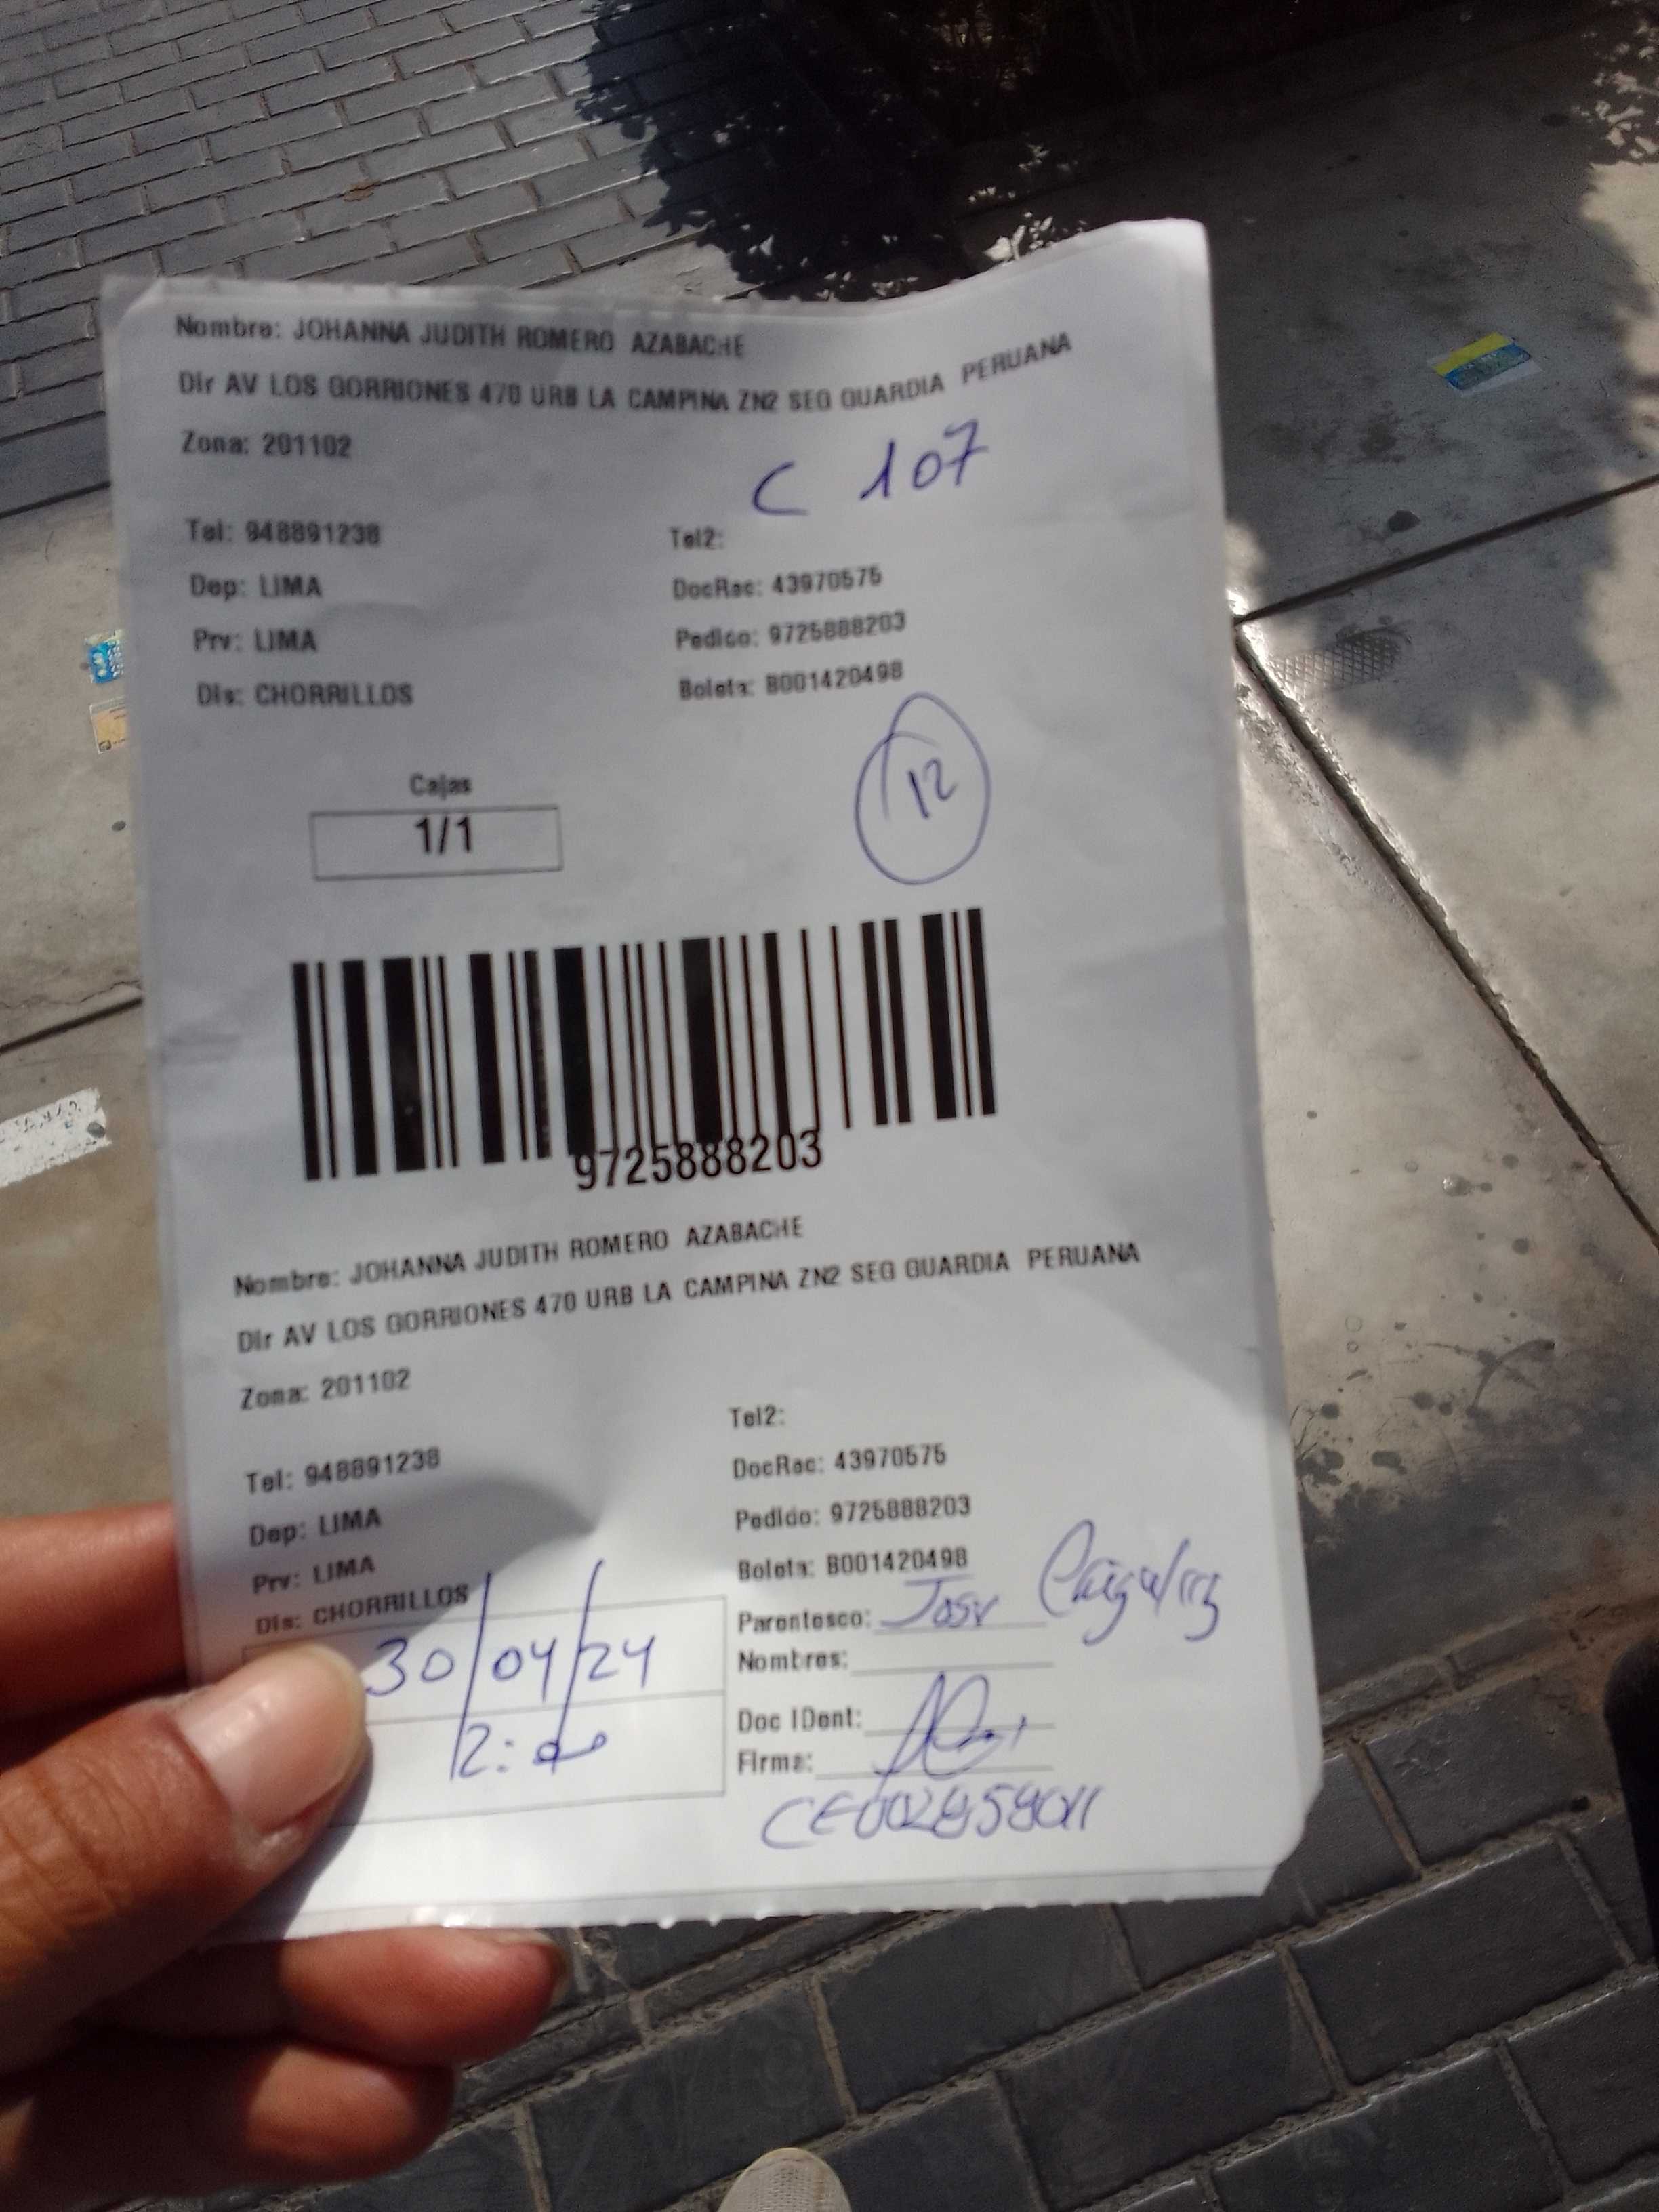 Nombre: JOHANNA JUDITH ROMERO AZABACHE
Dir AV LOS GORRIONES 470 URB LA CAMPINA ZN2 SEG GUARDIA PERUANA
Zona: 201102
C 107
Tel: 948891238 Tel2:
Dep: LIMA DocRec: 43970575
Prv: LIMA Pedido: 9725888203
Dis: CHORRILLOS Boleta: B001420498
12
Cajas
1/1
9725888203
Nombre: JOHANNA JUDITH ROMERO AZABACHE
Dir AV LOS GORRIONES 470 URB LA CAMPINA ZN2 SEG GUARDIA PERUANA
Zona: 201102
Tel2:
Tel: 948891238 DocRec: 43970575
Dep: LIMA Pedido: 9725888203
Prv: LIMA Boleta: B001420498
Dis: CHORRILLOS Parentesco:
30/04/24 Nombres:
Doc IDent:
Firma: